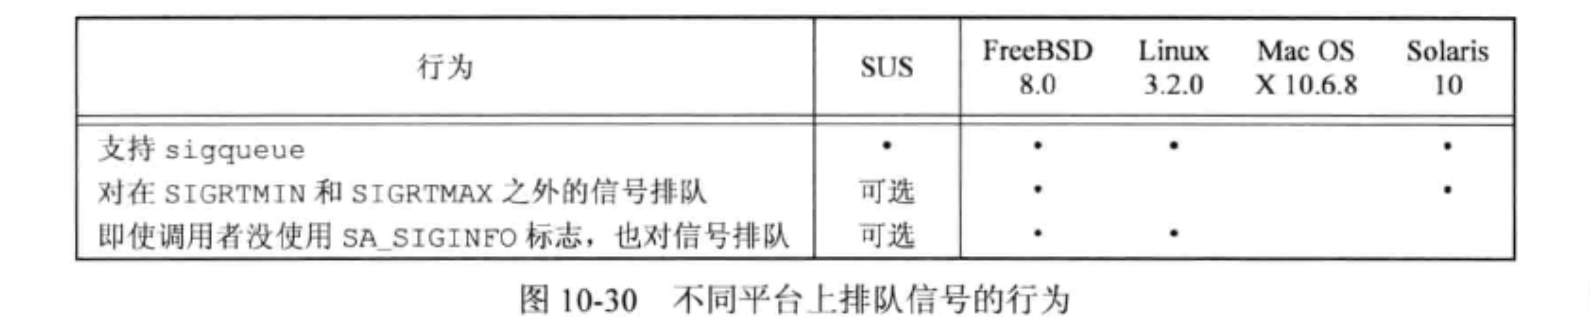 行为 SUS FreeBSD 8.0 Linux 3.2.0 Mac OS X 10.6.8 Solaris 10
支持 sigqueue • • • •
对在 SIGRTMIN 和 SIGRTMAX 之外的信号排队 可选 • •
即使调用者没使用 SA_SIGINFO 标志，也对信号排队 可选 • •
图 10-30 不同平台上排队信号的行为